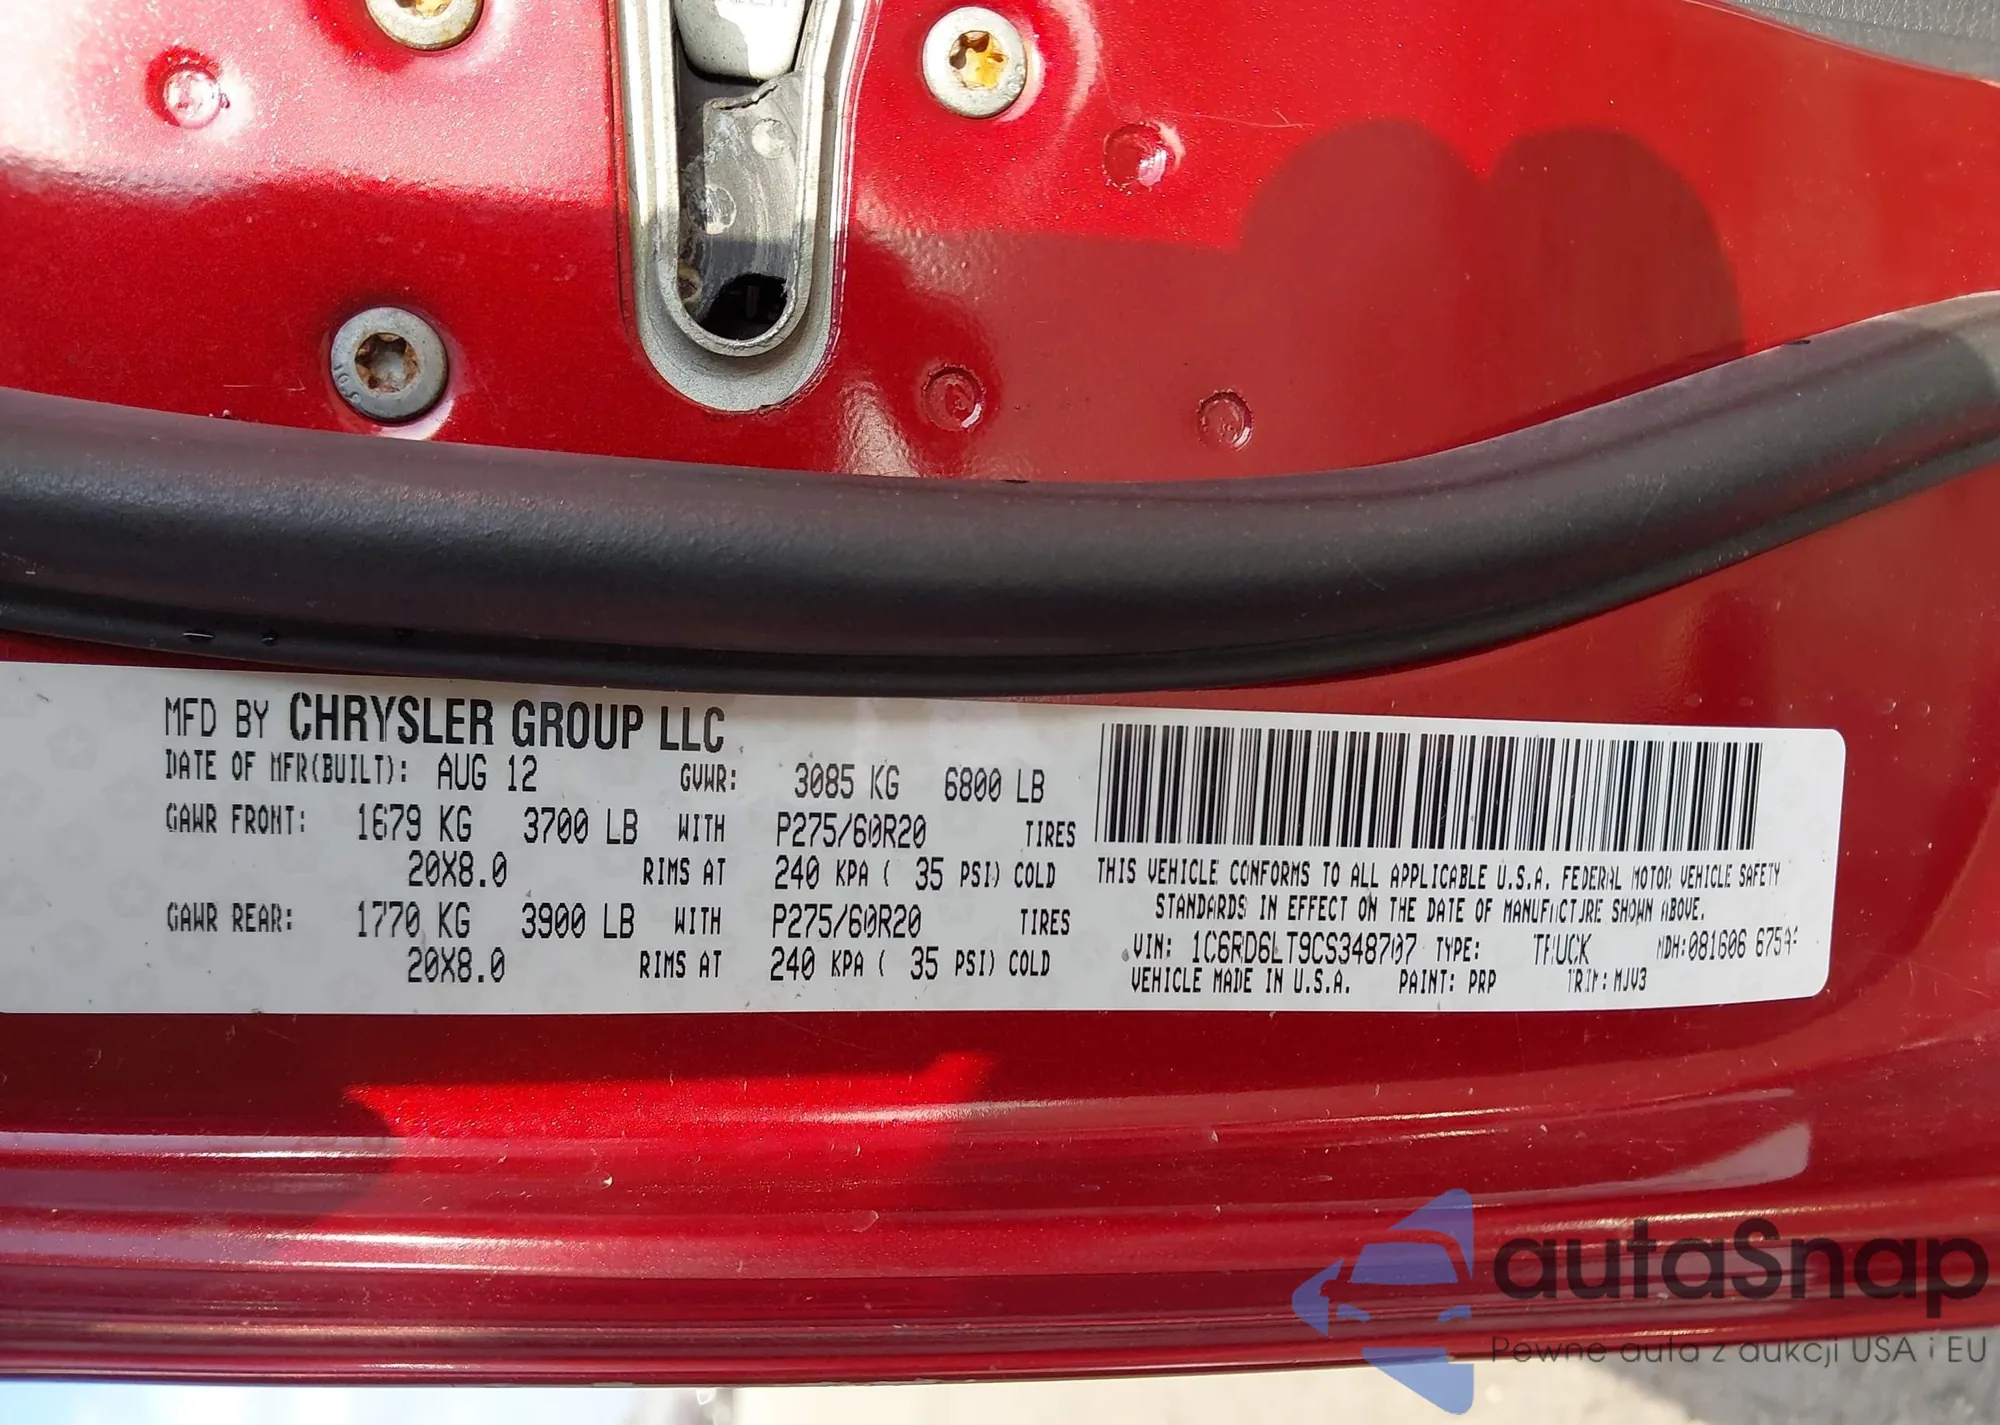 MFD BY CHRYSLER GROUP LLC
DATE OF MFR(BUILT): AUG 12 GVWR: 3085 KG 6800 LB
GAWR FRONT: 1679 KG 3700 LB WITH P275/60R20 TIRES
20X8.0 RIMS AT 240 KPA ( 35 PSI) COLD
GAWR REAR: 1770 KG 3900 LB WITH P275/60R20 TIRES
20X8.0 RIMS AT 240 KPA ( 35 PSI) COLD
THIS VEHICLE CONFORMS TO ALL APPLICABLE U.S.A. FEDERAL MOTOR VEHICLE SAFETY
STANDARDS IN EFFECT ON THE DATE OF MANUFACTURE SHOWN ABOVE.
VIN: 1C6RD6LT9CS348707 TYPE: TRUCK MDH:081606
VEHICLE MADE IN U.S.A. PAINT: PRP TRIM: MJV3
autaSnap
Pewne auta z aukcji USA i EU